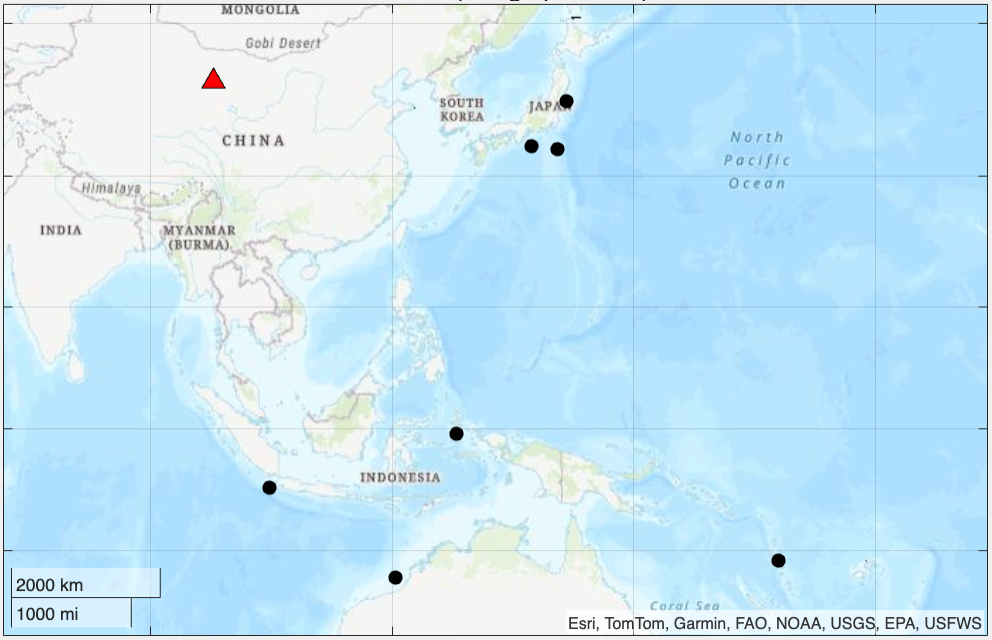 MONGOLIA
1
Gobi Desert
SOUTH
KOREA
JAPAN
CHINA
North
Pacific
Ocean
Himalaya
INDIA
MYANMAR
(BURMA)
INDONESIA
2000 km
1000 mi
Coral Sea
Esri, TomTom, Garmin, FAO, NOAA, USGS, EPA, USFWS